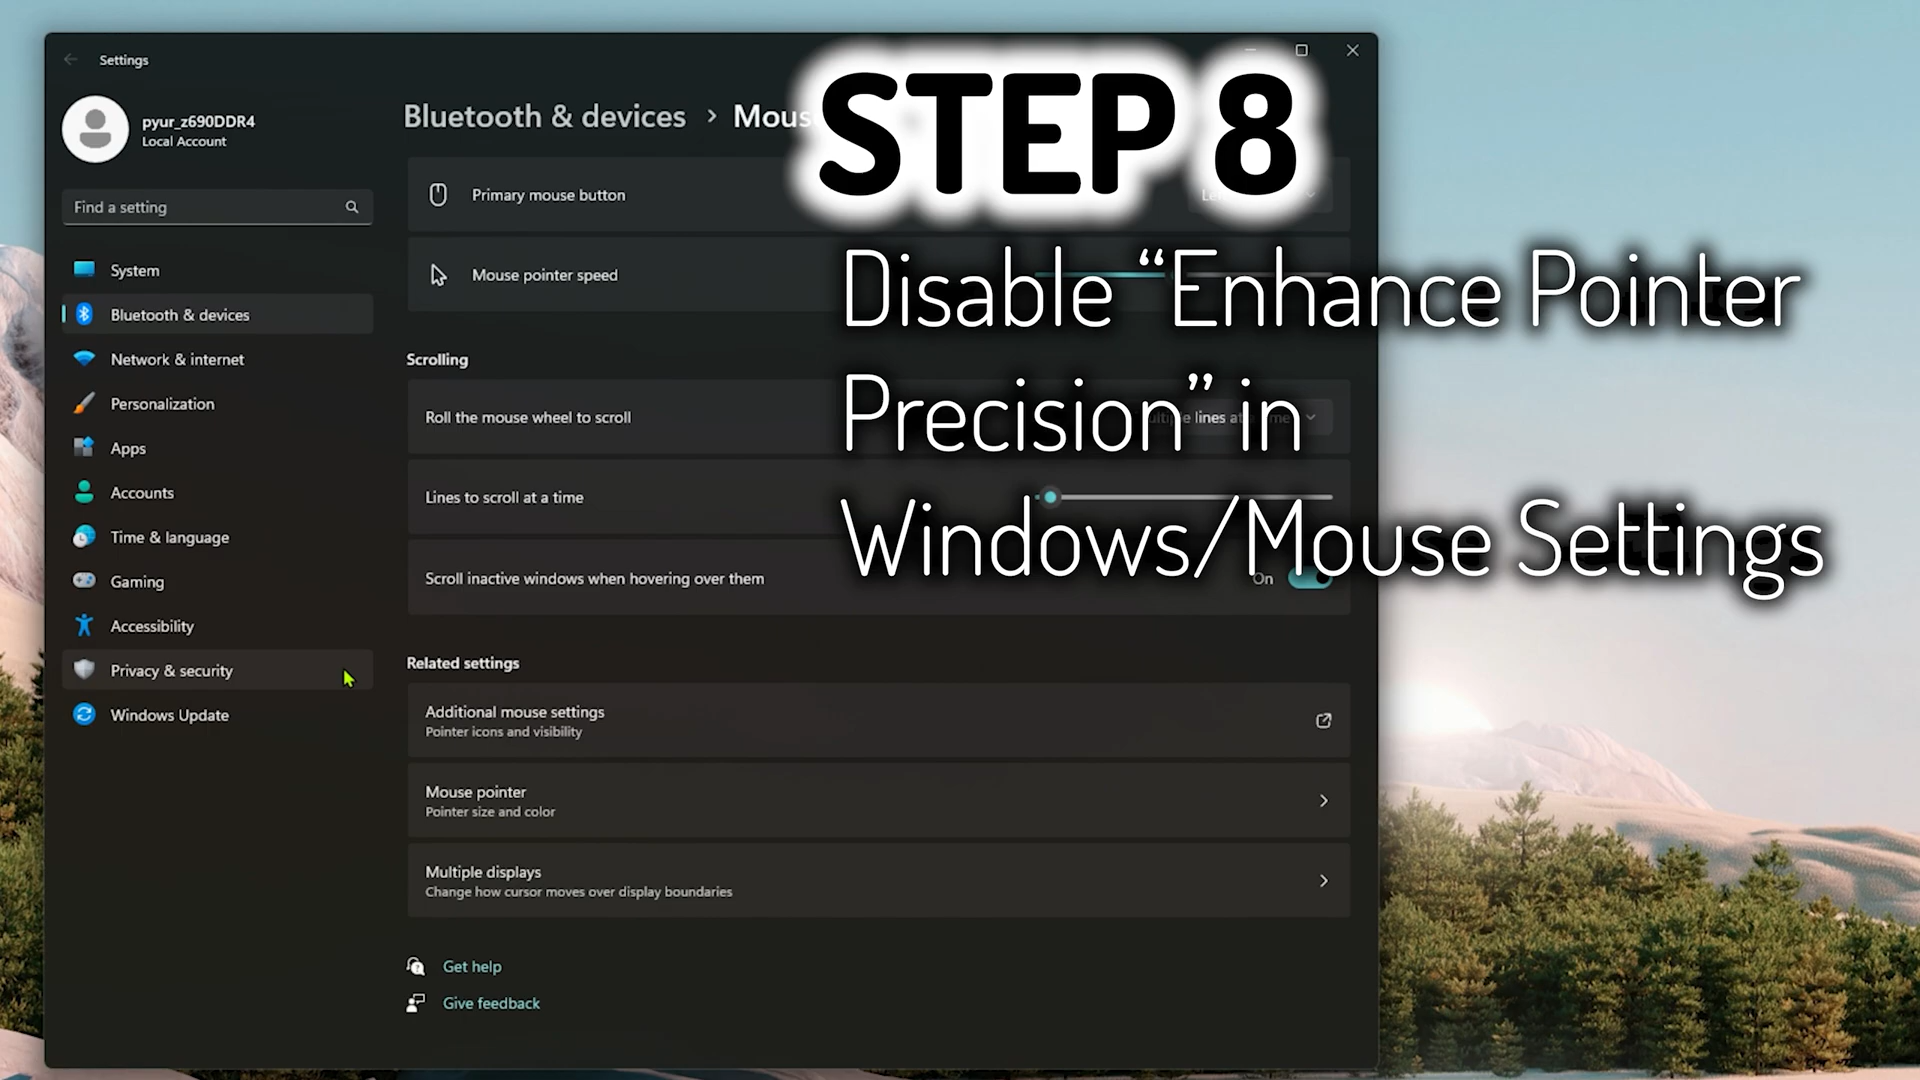 Settings
pyur_z690DDR4
Local Account
Find a setting
System
Bluetooth & devices
Network & internet
Personalization
Apps
Accounts
Time & language
Gaming
Accessibility
Privacy & security
Windows Update
Bluetooth & devices > Mous
STEP 8
Primary mouse button
Mouse pointer speed
Disable “Enhance Pointer
Precision” in
Windows/Mouse Settings
Scrolling
Roll the mouse wheel to scroll
lines at
Lines to scroll at a time
Scroll inactive windows when hovering over them
On
Related settings
Additional mouse settings
Pointer icons and visibility
Mouse pointer
Pointer size and color
Multiple displays
Change how cursor moves over display boundaries
Get help
Give feedback